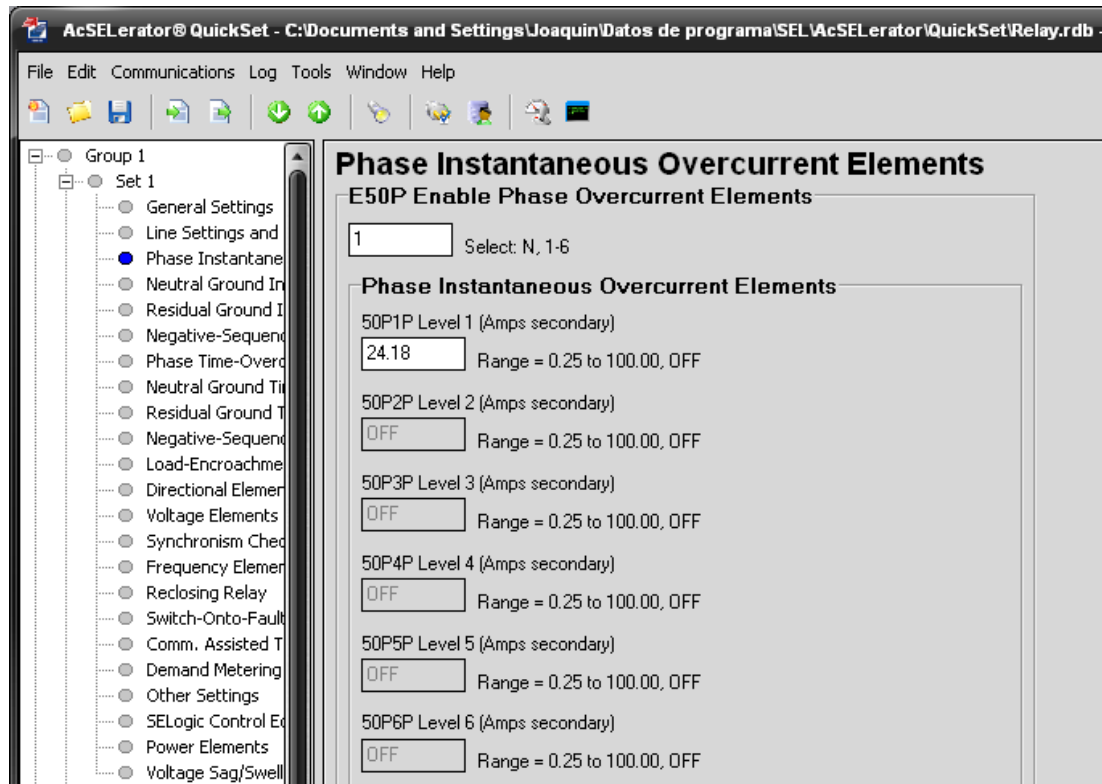 AcSELerator® QuickSet - C:\Documents and Settings\Joaquin\Datos de programa\SEL\AcSELerator\QuickSet\Relay.rdb -
File Edit Communications Log Tools Window Help
Group 1
Set 1
General Settings
Line Settings and
Phase Instantane
Neutral Ground In
Residual Ground I
Negative-Sequenc
Phase Time-Overc
Neutral Ground Ti
Residual Ground T
Negative-Sequenc
Load-Encroachme
Directional Elemen
Voltage Elements
Synchronism Chec
Frequency Elemen
Reclosing Relay
Switch-Onto-Fault
Comm. Assisted T
Demand Metering
Other Settings
SELogic Control Ec
Power Elements
Voltage Sag/Swell
Phase Instantaneous Overcurrent Elements
E50P Enable Phase Overcurrent Elements
1 Select: N, 1-6
Phase Instantaneous Overcurrent Elements
50P1P Level 1 (Amps secondary)
24.18 Range = 0.25 to 100.00, OFF
50P2P Level 2 (Amps secondary)
OFF Range = 0.25 to 100.00, OFF
50P3P Level 3 (Amps secondary)
OFF Range = 0.25 to 100.00, OFF
50P4P Level 4 (Amps secondary)
OFF Range = 0.25 to 100.00, OFF
50P5P Level 5 (Amps secondary)
OFF Range = 0.25 to 100.00, OFF
50P6P Level 6 (Amps secondary)
OFF Range = 0.25 to 100.00, OFF